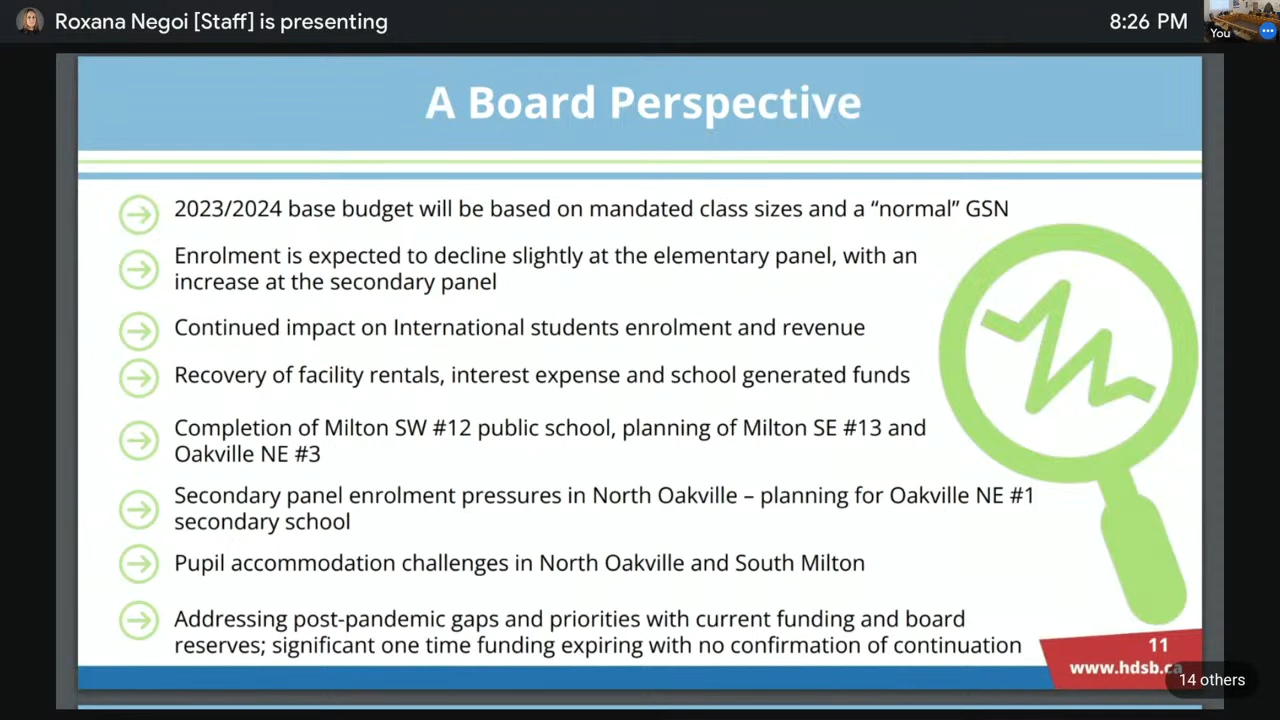 Roxana Negoi [Staff] is presenting
8:26 PM
You
A Board Perspective
2023/2024 base budget will be based on mandated class sizes and a “normal” GSN
Enrolment is expected to decline slightly at the elementary panel, with an
increase at the secondary panel
Continued impact on International students enrolment and revenue
Recovery of facility rentals, interest expense and school generated funds
Completion of Milton SW #12 public school, planning of Milton SE #13 and
Oakville NE #3
Secondary panel enrolment pressures in North Oakville – planning for Oakville NE #1
secondary school
Pupil accommodation challenges in North Oakville and South Milton
Addressing post-pandemic gaps and priorities with current funding and board
reserves; significant one time funding expiring with no confirmation of continuation
11
www.hdsb.ca
14 others